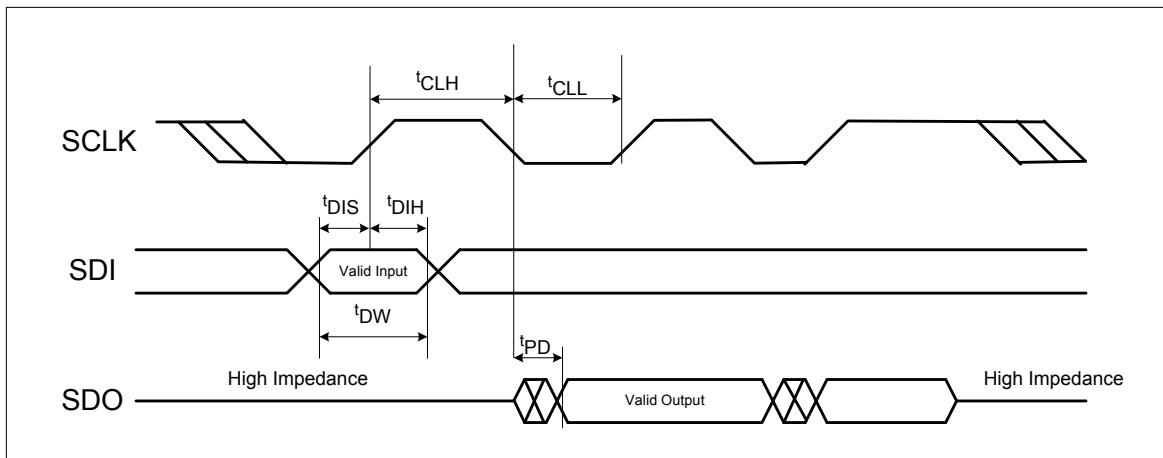 tCLH
tCLL
SCLK
tDIS
tDIH
SDI
Valid Input
tDW
tPD
High Impedance
High Impedance
SDO
Valid Output